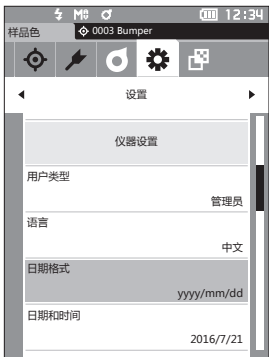 M 12:34
样品色 0003 Bumper
设置
仪器设置
用户类型
管理员
语言
中文
日期格式
yyyy/mm/dd
日期和时间
2016/7/21